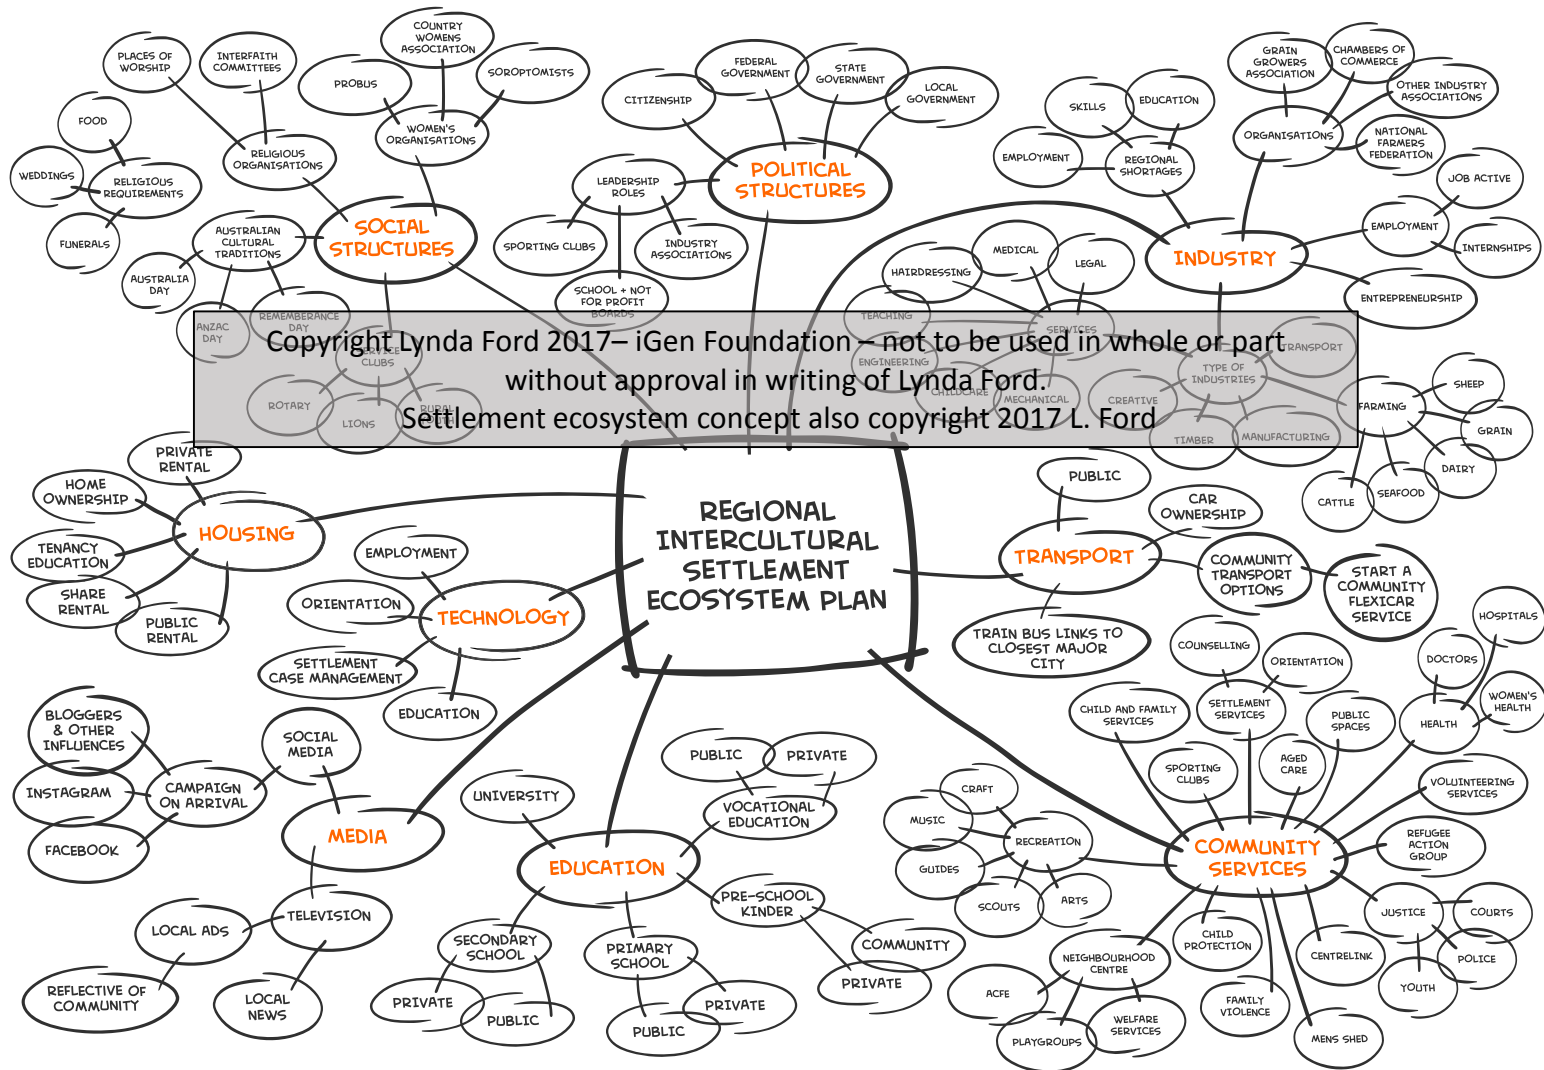 COUNTRY
WOMENS
ASSOCIATION
PLACES OF
WORSHIP
INTERFAITH
COMMITTEES
PROBUS
SOROPTOMISTS
FOOD
RELIGIOUS
ORGANISATIONS
WOMEN'S
ORGANISATIONS
WEDDINGS
RELIGIOUS
REQUIREMENTS
FUNERALS
AUSTRALIAN
CULTURAL
TRADITIONS
SOCIAL
STRUCTURES
AUSTRALIA
DAY
ANZAC
DAY
REMEMBERANCE
DAY
SERVICE
CLUBS
ROTARY
LIONS
RURAL
YOUTH
CITIZENSHIP
FEDERAL
GOVERNMENT
STATE
GOVERNMENT
LOCAL
GOVERNMENT
POLITICAL
STRUCTURES
LEADERSHIP
ROLES
SPORTING CLUBS
INDUSTRY
ASSOCIATIONS
SCHOOL + NOT
FOR PROFIT
BOARDS
GRAIN
GROWERS
ASSOCIATION
CHAMBERS OF
COMMERCE
OTHER INDUSTRY
ASSOCIATIONS
SKILLS
EDUCATION
EMPLOYMENT
REGIONAL
SHORTAGES
ORGANISATIONS
NATIONAL
FARMERS
FEDERATION
JOB ACTIVE
EMPLOYMENT
INTERNSHIPS
INDUSTRY
ENTREPRENEURSHIP
MEDICAL
LEGAL
HAIRDRESSING
TEACHING
SERVICES
ENGINEERING
CHILDCARE
MECHANICAL
TYPE OF
INDUSTRIES
TRANSPORT
CREATIVE
TIMBER
MANUFACTURING
FARMING
SHEEP
GRAIN
DAIRY
SEAFOOD
CATTLE
Copyright Lynda Ford 2017– iGen Foundation – not to be used in whole or part
without approval in writing of Lynda Ford.
Settlement ecosystem concept also copyright 2017 L. Ford
REGIONAL
INTERCULTURAL
SETTLEMENT
ECOSYSTEM PLAN
PRIVATE
RENTAL
HOME
OWNERSHIP
HOUSING
TENANCY
EDUCATION
SHARE
RENTAL
PUBLIC
RENTAL
EMPLOYMENT
ORIENTATION
TECHNOLOGY
SETTLEMENT
CASE MANAGEMENT
EDUCATION
PUBLIC
CAR
OWNERSHIP
TRANSPORT
COMMUNITY
TRANSPORT
OPTIONS
START A
COMMUNITY
FLEXICAR
SERVICE
TRAIN BUS LINKS TO
CLOSEST MAJOR
CITY
BLOGGERS
& OTHER
INFLUENCES
SOCIAL
MEDIA
INSTAGRAM
CAMPAIGN
ON ARRIVAL
FACEBOOK
MEDIA
LOCAL ADS
TELEVISION
REFLECTIVE OF
COMMUNITY
LOCAL
NEWS
PUBLIC
PRIVATE
UNIVERSITY
VOCATIONAL
EDUCATION
EDUCATION
PRE-SCHOOL
KINDER
COMMUNITY
PRIVATE
SECONDARY
SCHOOL
PRIMARY
SCHOOL
PRIVATE
PUBLIC
PUBLIC
PRIVATE
COUNSELLING
ORIENTATION
DOCTORS
HOSPITALS
CHILD AND FAMILY
SERVICES
SETTLEMENT
SERVICES
PUBLIC
SPACES
HEALTH
WOMEN'S
HEALTH
SPORTING
CLUBS
AGED
CARE
VOLUINTEERING
SERVICES
CRAFT
MUSIC
RECREATION
GUIDES
SCOUTS
ARTS
COMMUNITY
SERVICES
REFUGEE
ACTION
GROUP
JUSTICE
COURTS
POLICE
YOUTH
CHILD
PROTECTION
CENTRELINK
NEIGHBOURHOOD
CENTRE
ACFE
PLAYGROUPS
WELFARE
SERVICES
FAMILY
VIOLENCE
MENS SHED